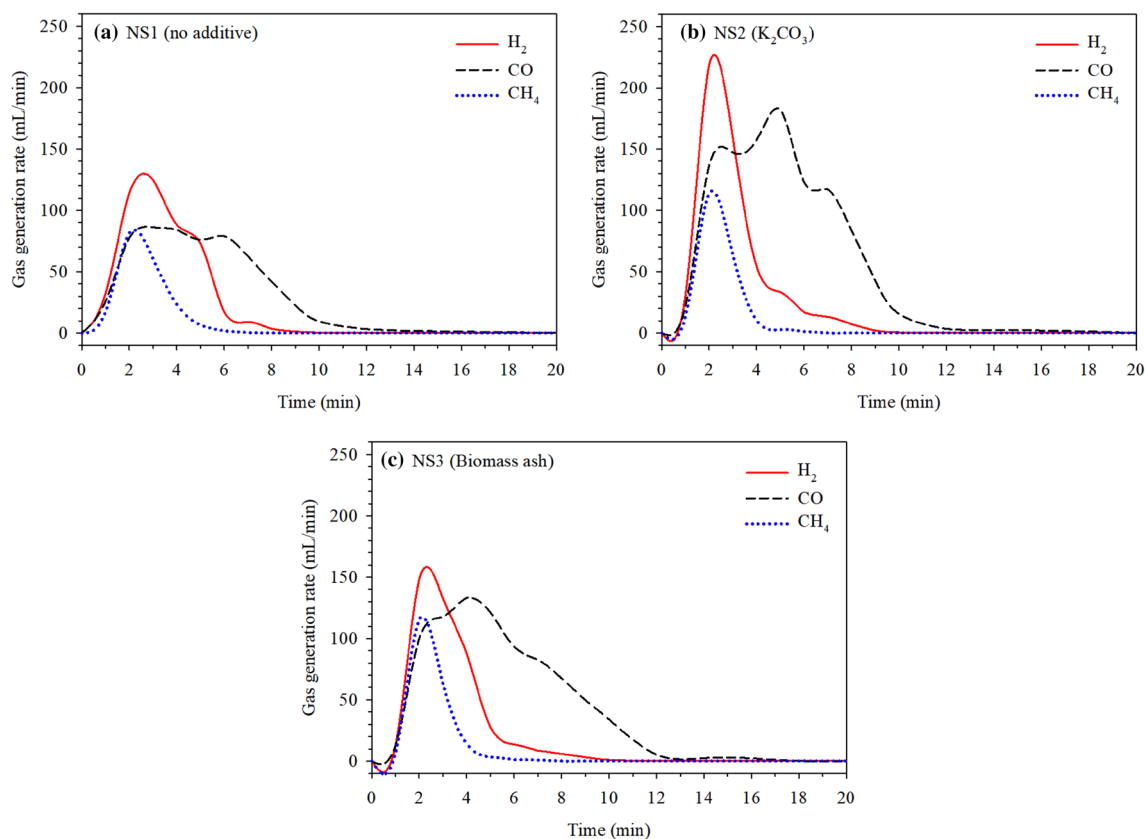 (a) NS1 (no additive)
H2
CO
CH4
Gas generation rate (mL/min)
250
200
150
100
50
0
0 2 4 6 8 10 12 14 16 18 20
Time (min)
(b) NS2 (K2CO3)
H2
CO
CH4
Gas generation rate (mL/min)
250
200
150
100
50
0
0 2 4 6 8 10 12 14 16 18 20
Time (min)
(c) NS3 (Biomass ash)
H2
CO
CH4
Gas generation rate (mL/min)
250
200
150
100
50
0
0 2 4 6 8 10 12 14 16 18 20
Time (min)